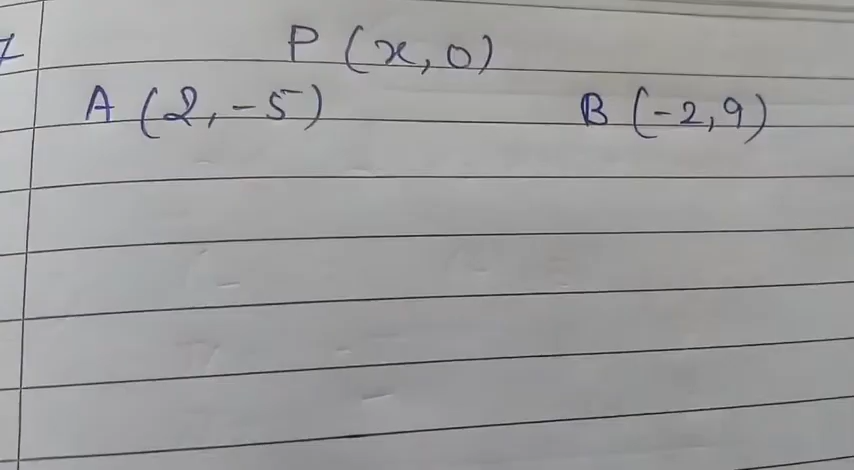 P (x, 0)
A (2, -5) B (-2, 9)